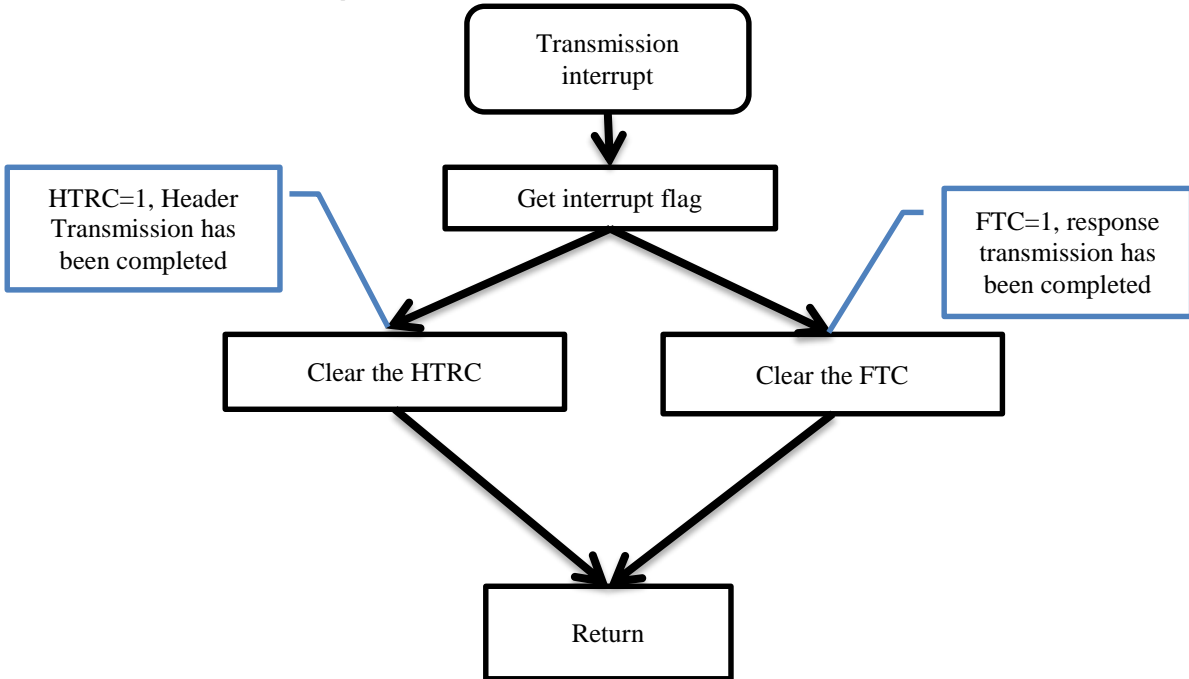 Transmission
interrupt
Get interrupt flag
HTRC=1, Header
Transmission has
been completed
FTC=1, response
transmission has
been completed
Clear the HTRC
Clear the FTC
Return